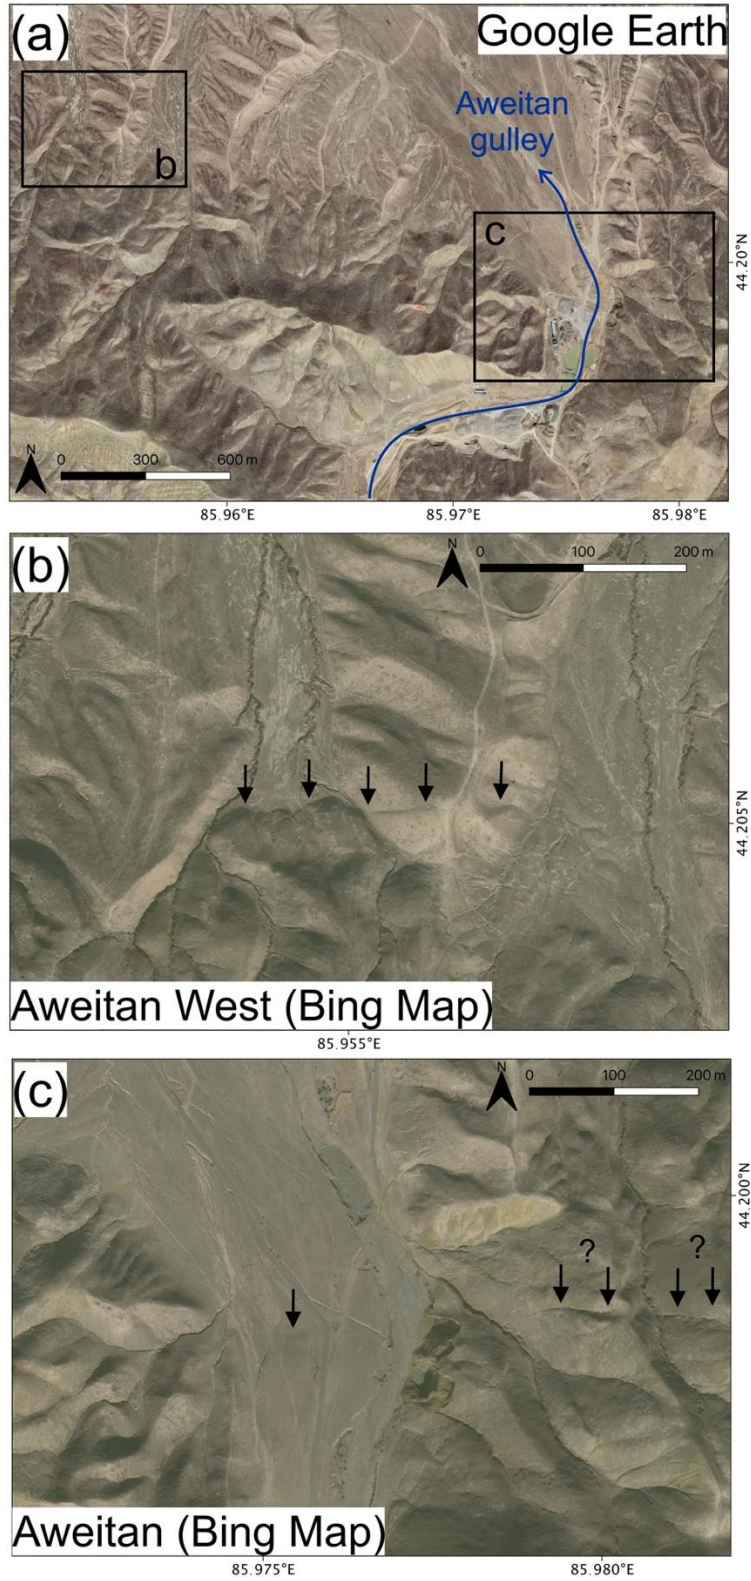 (a)
Google Earth
Aweitan
gulley
b
c
44.20°N
N
0 300 600 m
85.96°E 85.97°E 85.98°E
(b)
N
0 100 200 m
44.205°N
Aweitan West (Bing Map)
85.955°E
(c)
N
0 100 200 m
44.200°N
? ?
Aweitan (Bing Map)
85.975°E 85.980°E